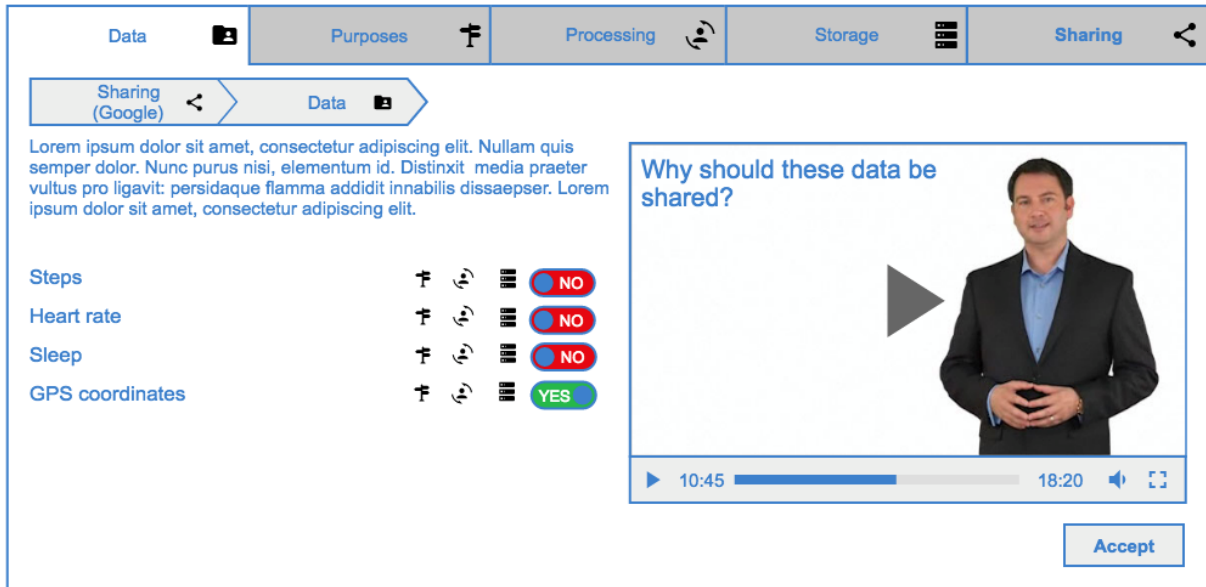 Data
Purposes
Processing
Storage
Sharing
Sharing
(Google)
Data
Lorem ipsum dolor sit amet, consectetur adipiscing elit. Nullam quis
semper dolor. Nunc purus nisi, elementum id. Distinxit media praeter
vultus pro ligavit: persidaque flamma addidit innabilis dissaepser. Lorem
ipsum dolor sit amet, consectetur adipiscing elit.
Steps
NO
Heart rate
NO
Sleep
NO
GPS coordinates
YES
Why should these data be
shared?
10:45
18:20
Accept